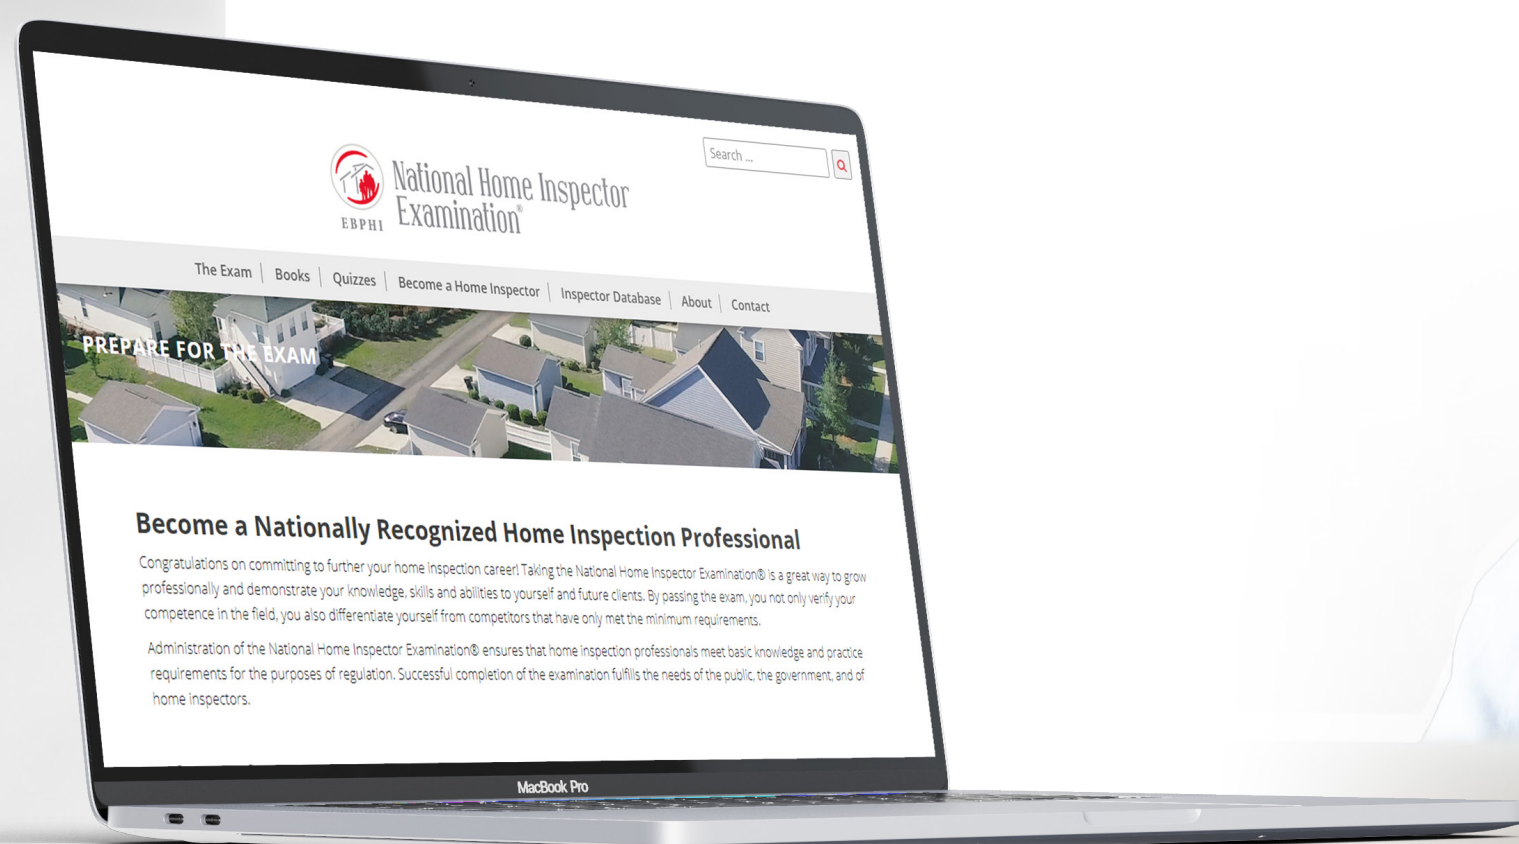 Search ...
National Home Inspector
Examination®
EBPHI
The Exam
Books
Quizzes
Become a Home Inspector
Inspector Database
About
Contact
PREPARE FOR THE EXAM
Become a Nationally Recognized Home Inspection Professional
Congratulations on committing to further your home inspection career! Taking the National Home Inspector Examination® is a great way to grow
professionally and demonstrate your knowledge, skills and abilities to yourself and future clients. By passing the exam, you not only verify your
competence in the field, you also differentiate yourself from competitors that have only met the minimum requirements.
Administration of the National Home Inspector Examination® ensures that home inspection professionals meet basic knowledge and practice
requirements for the purposes of regulation. Successful completion of the examination fulfills the needs of the public, the government, and of
home inspectors.
MacBook Pro